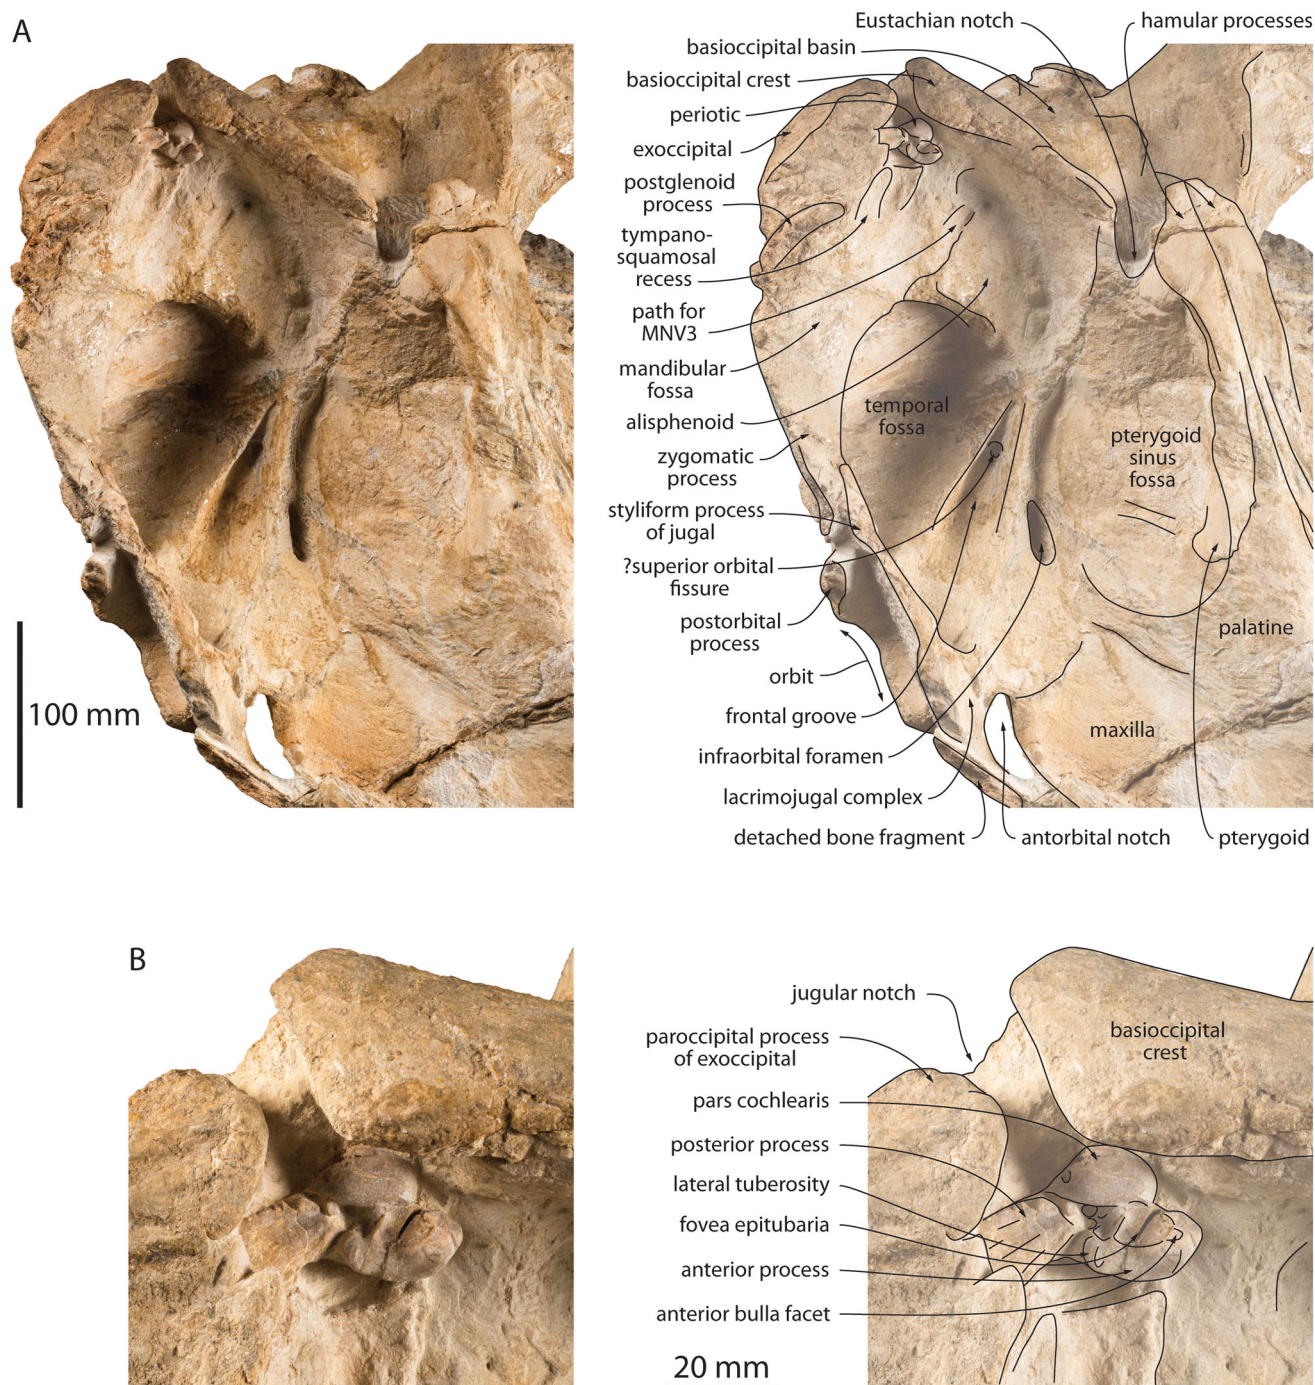 A
Eustachian notch
hamular processes
basioccipital basin
basioccipital crest
periotic
exoccipital
postglenoid
process
tympano-
squamosal
recess
path for
MNV3
mandibular
fossa
alisphenoid
zygomatic
process
styliform process
of jugal
?superior orbital
fissure
postorbital
process
orbit
frontal groove
infraorbital foramen
lacrimojugal complex
detached bone fragment
antorbital notch
pterygoid
temporal
fossa
pterygoid
sinus
fossa
palatine
maxilla
100 mm
B
jugular notch
paroccipital process
of exoccipital
pars cochlearis
posterior process
lateral tuberosity
fovea epitubaria
anterior process
anterior bulla facet
basioccipital
crest
20 mm